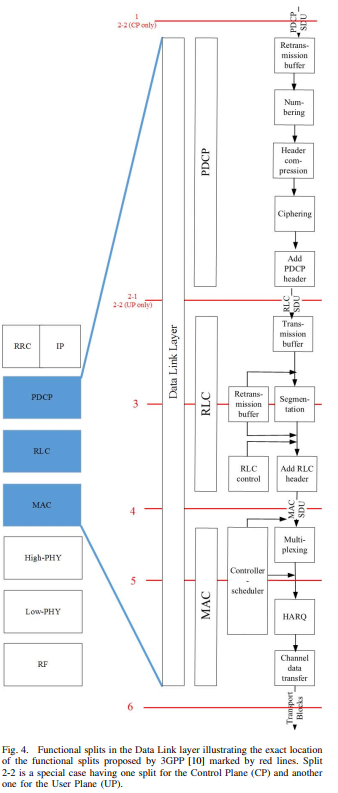 1
2-2 (CP only)
PDCP
SDU
Retrans-
mission
buffer
Num-
bering
Header
com-
pression
Ciphering
Add
PDCP
header
PDCP
2-1
2-2 (UP only)
RLC
SDU
Data Link Layer
Trans-
mission
buffer
RRC
IP
PDCP
RLC
MAC
High-PHY
Low-PHY
RF
3
RLC
Retrans-
mission
buffer
Segmen-
tation
RLC
control
Add RLC
header
4
MAC
SDU
Multi-
plexing
Controller
-
scheduler
5
MAC
HARQ
Channel
data
transfer
6
Transport
Blocks
Fig. 4. Functional splits in the Data Link layer illustrating the exact location
of the functional splits proposed by 3GPP [10] marked by red lines. Split
2-2 is a special case having one split for the Control Plane (CP) and another
one for the User Plane (UP).